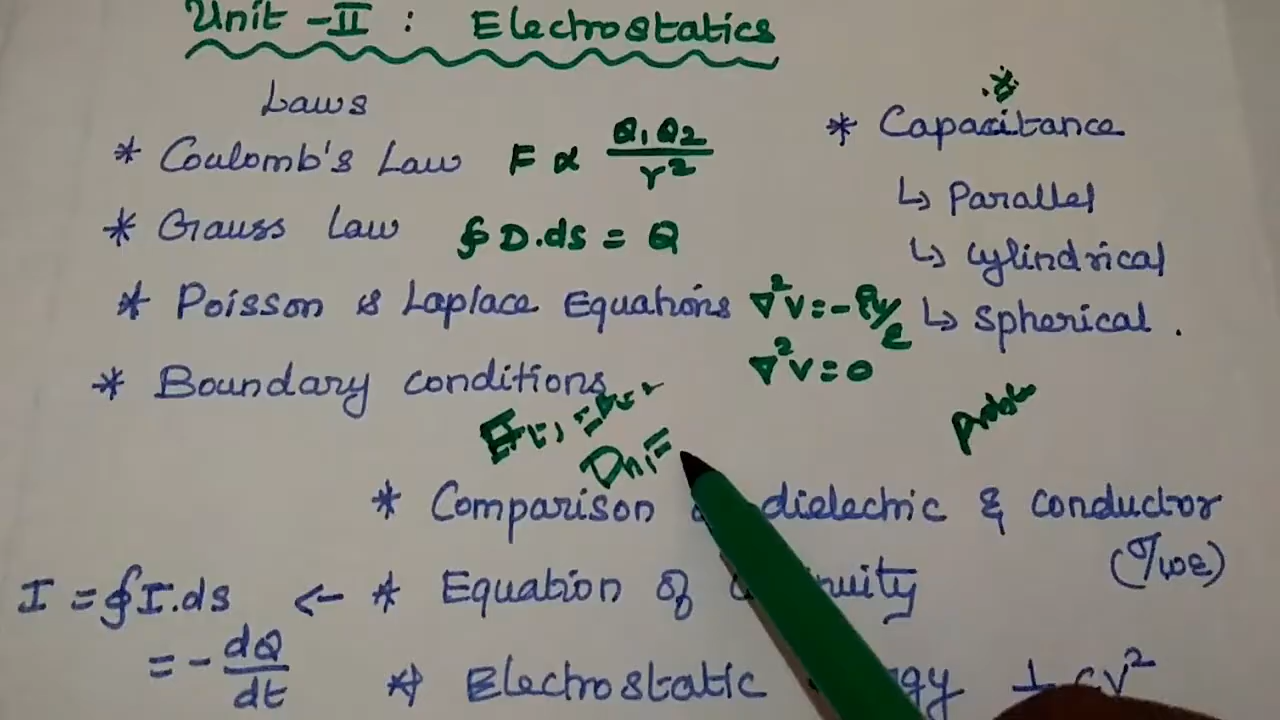 Unit -II : Electrostatics
Laws
* Coulomb's Law F ∝ Q1Q2/r²
* Gauss Law ∮D.ds = Q
* Poisson & Laplace Equations ∇²V=-ρv/ε
∇²V=0
* Boundary conditions
Dn1=
* Capacitance
↳ Parallel
↳ Cylindrical
↳ Spherical.
* Comparison dielectric & conductor
(σ/ωε)
* Equation of
I = ∮I.ds ←
= -dQ/dt
* Electrostatic